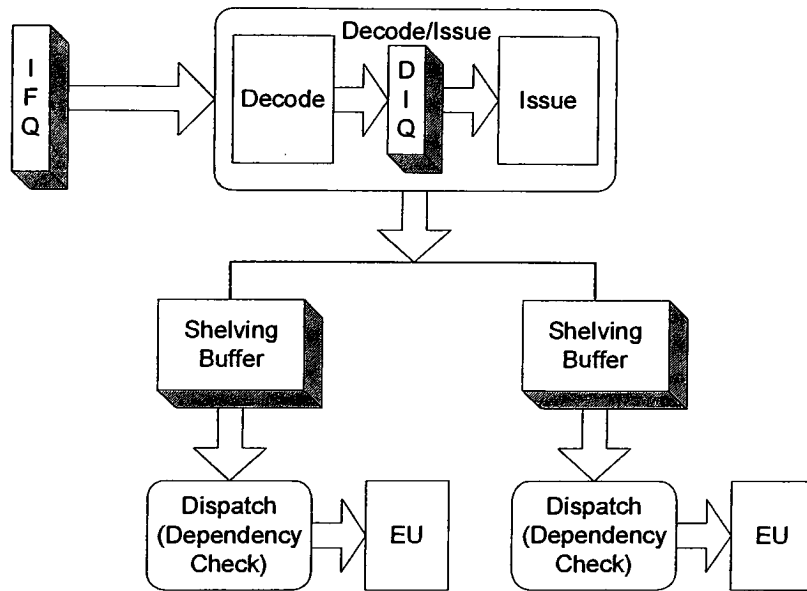 I
F
Q
Decode/Issue
Decode
D
I
Q
Issue
Shelving
Buffer
Shelving
Buffer
Dispatch
(Dependency
Check)
EU
Dispatch
(Dependency
Check)
EU